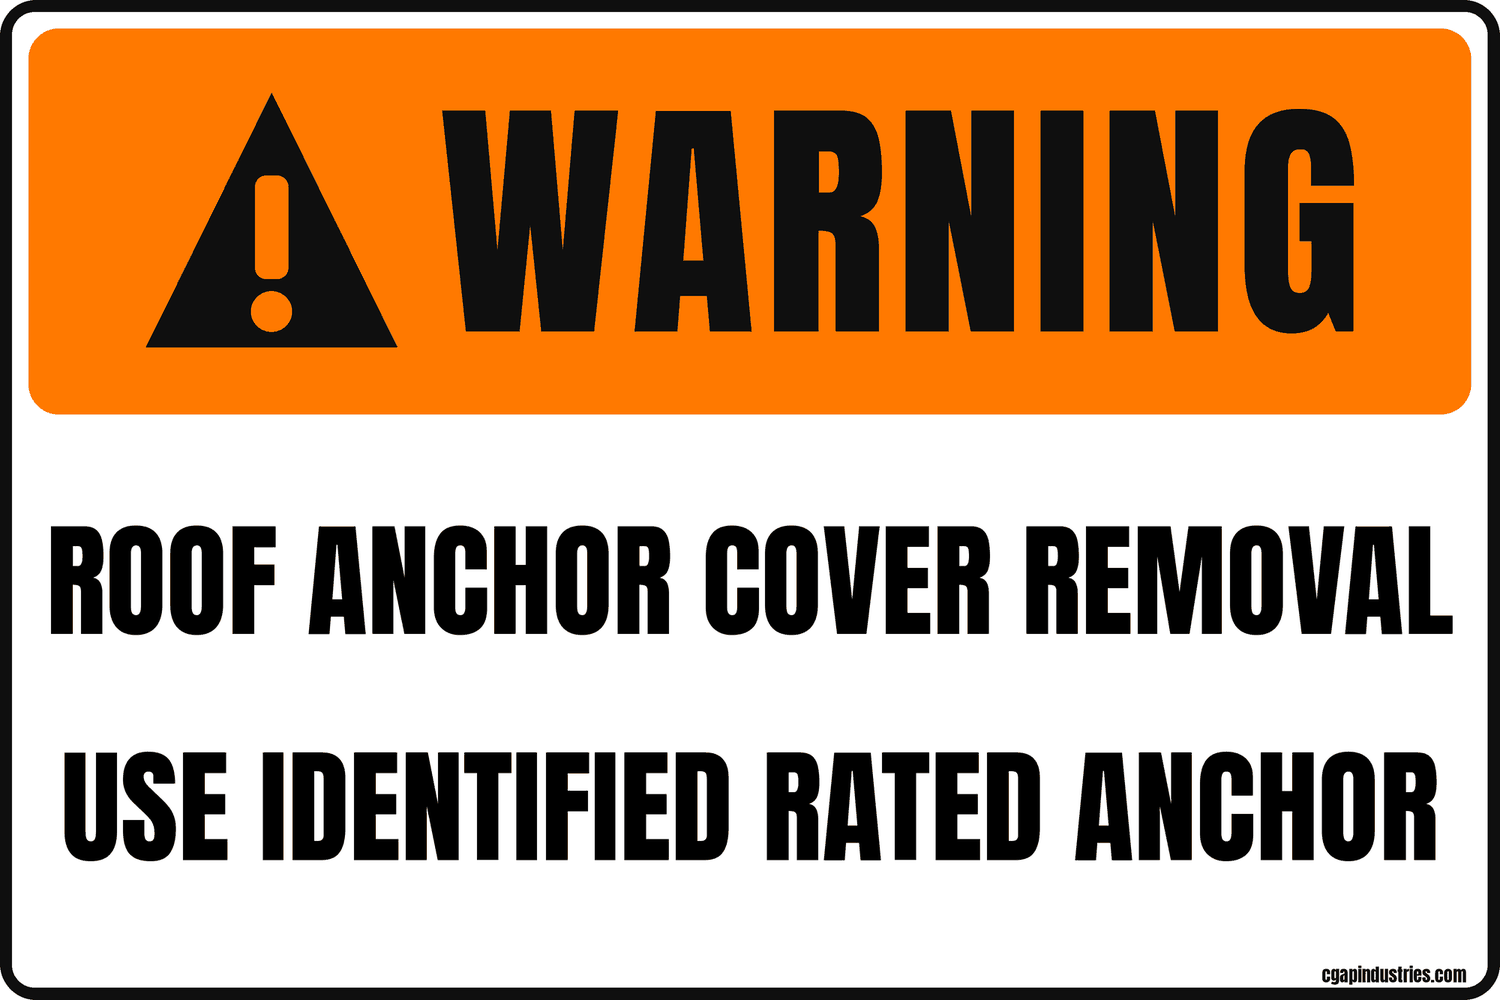 WARNING
ROOF ANCHOR COVER REMOVAL
USE IDENTIFIED RATED ANCHOR
cgapindustries.com